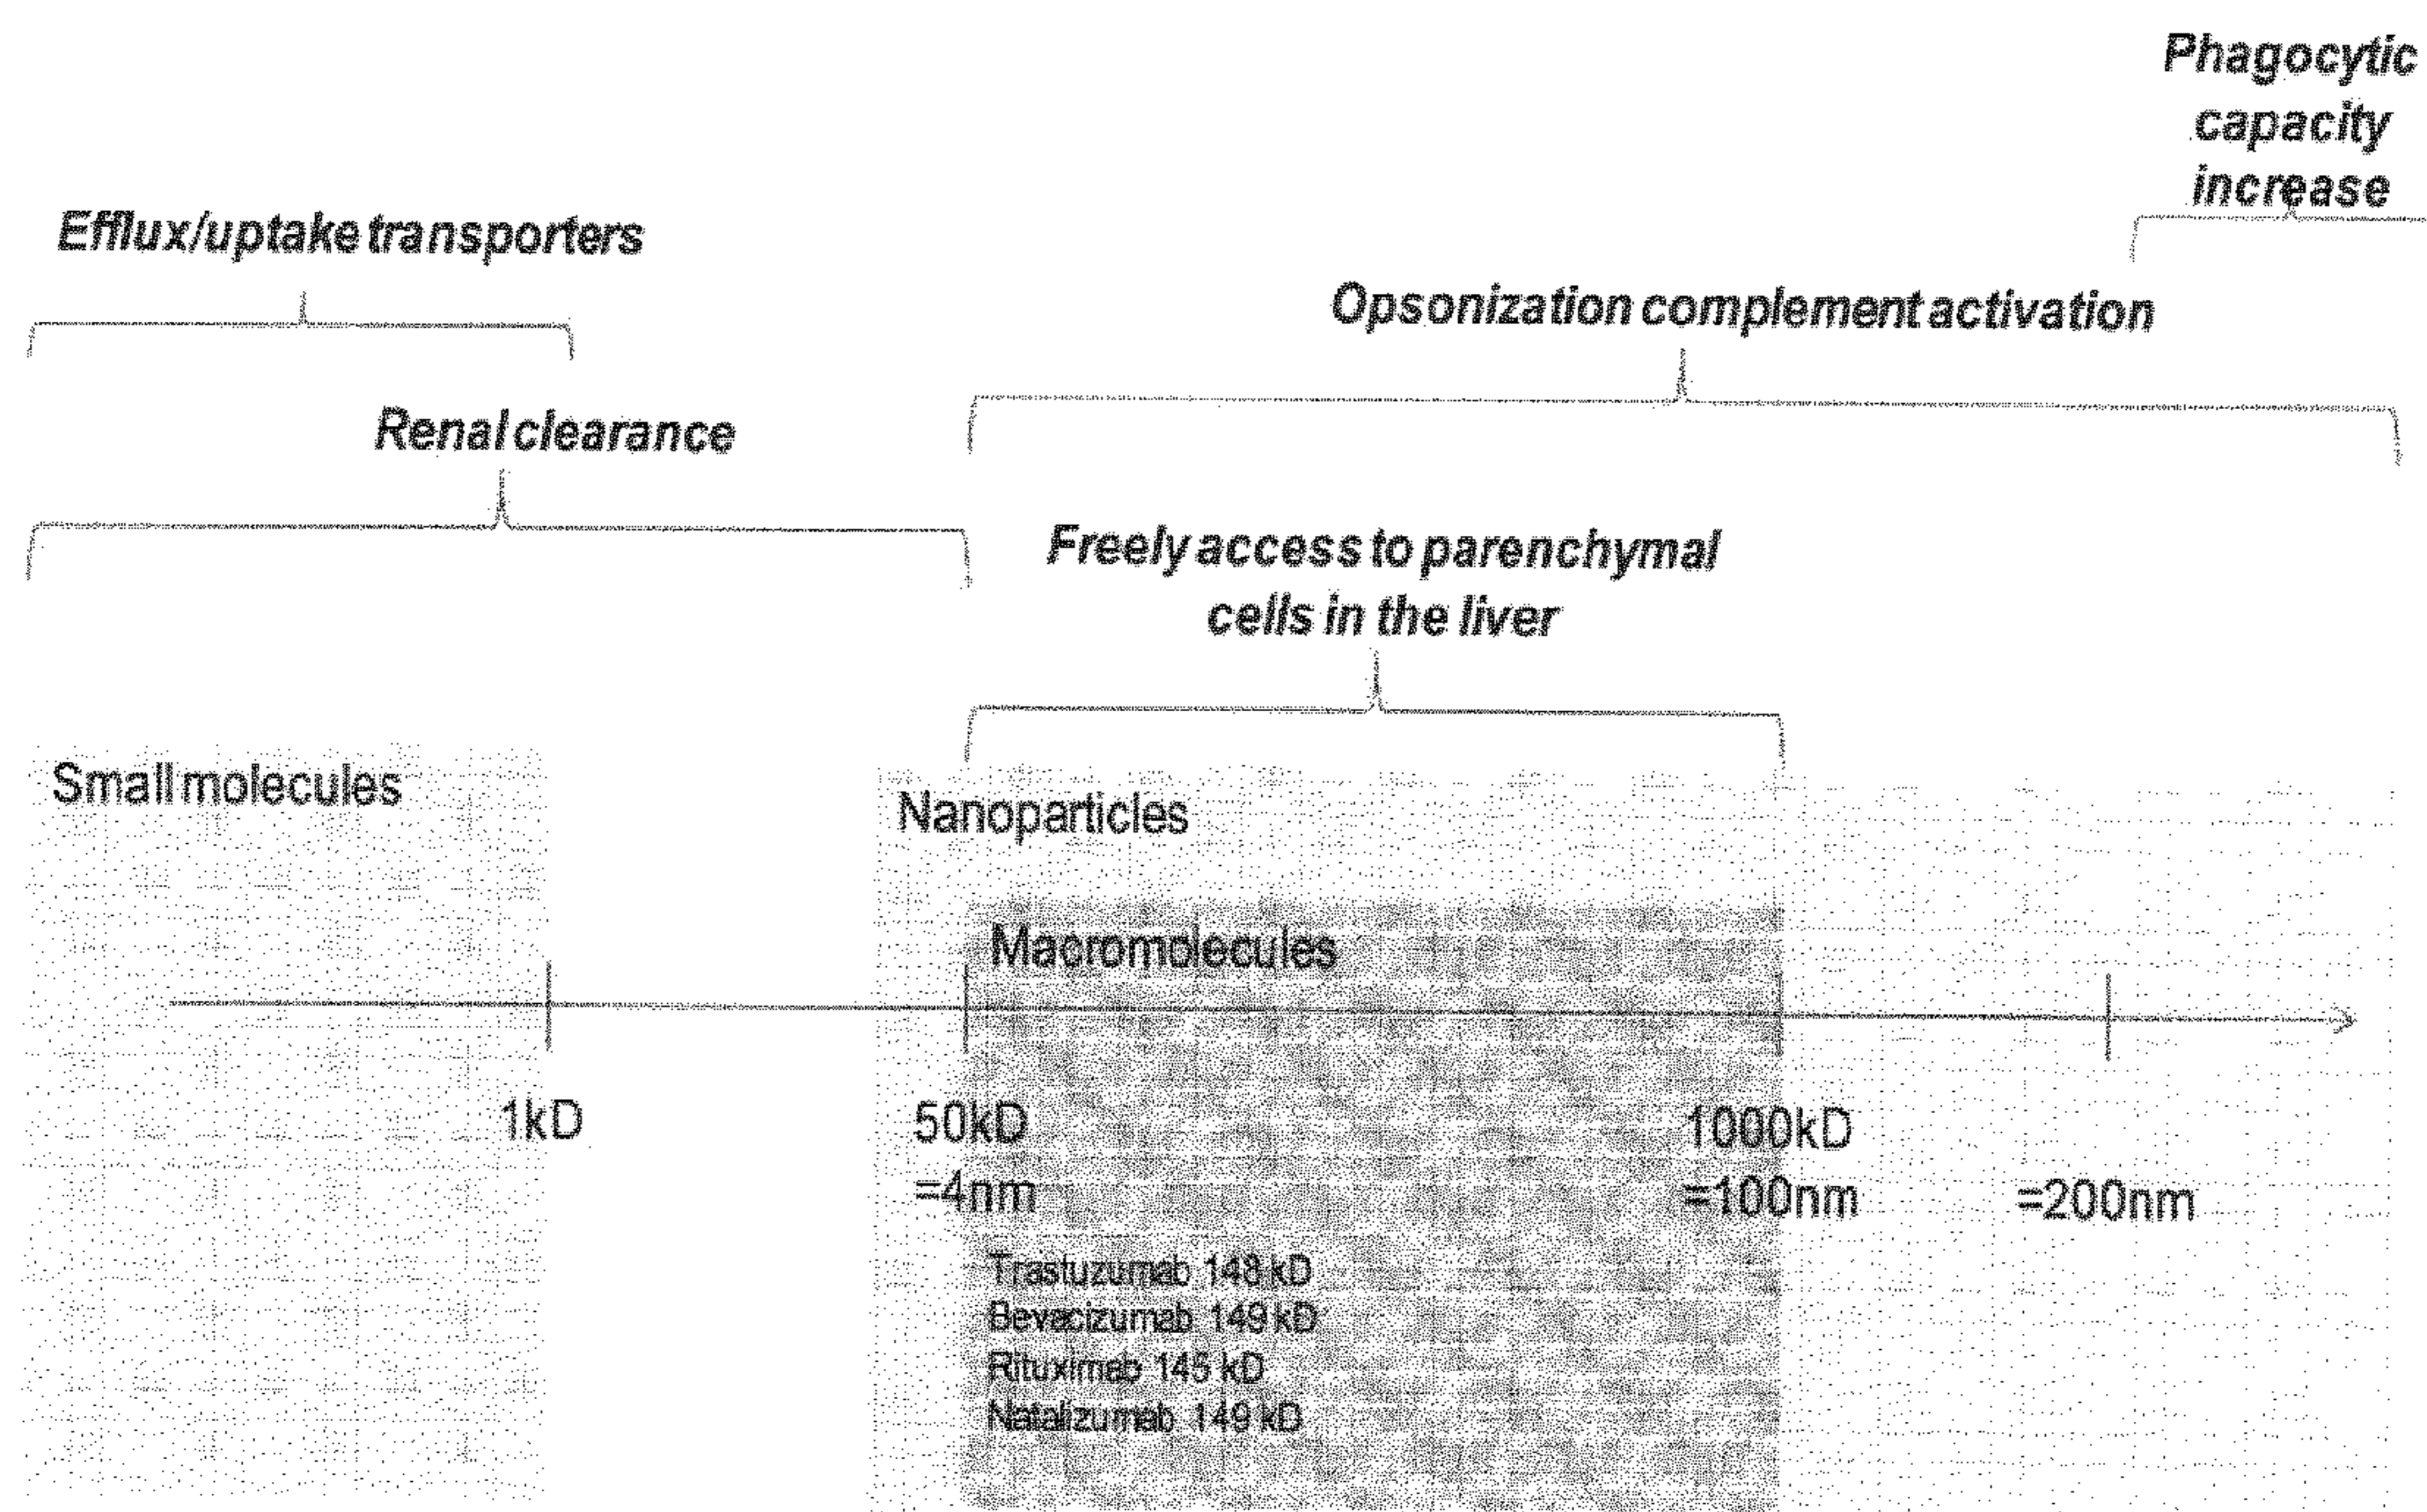 Phagocytic
capacity
increase
Efflux/uptake transporters
Opsonization complement activation
Renal clearance
Freely access to parenchymal
cells in the liver
Small molecules
Nanoparticles
Macromolecules
1kD
50kD
1000kD
=4nm
=100nm
=200nm
Trastuzumab 148 kD
Bevacizumab 149 kD
Rituximab 145 kD
Natalizumab 149 kD